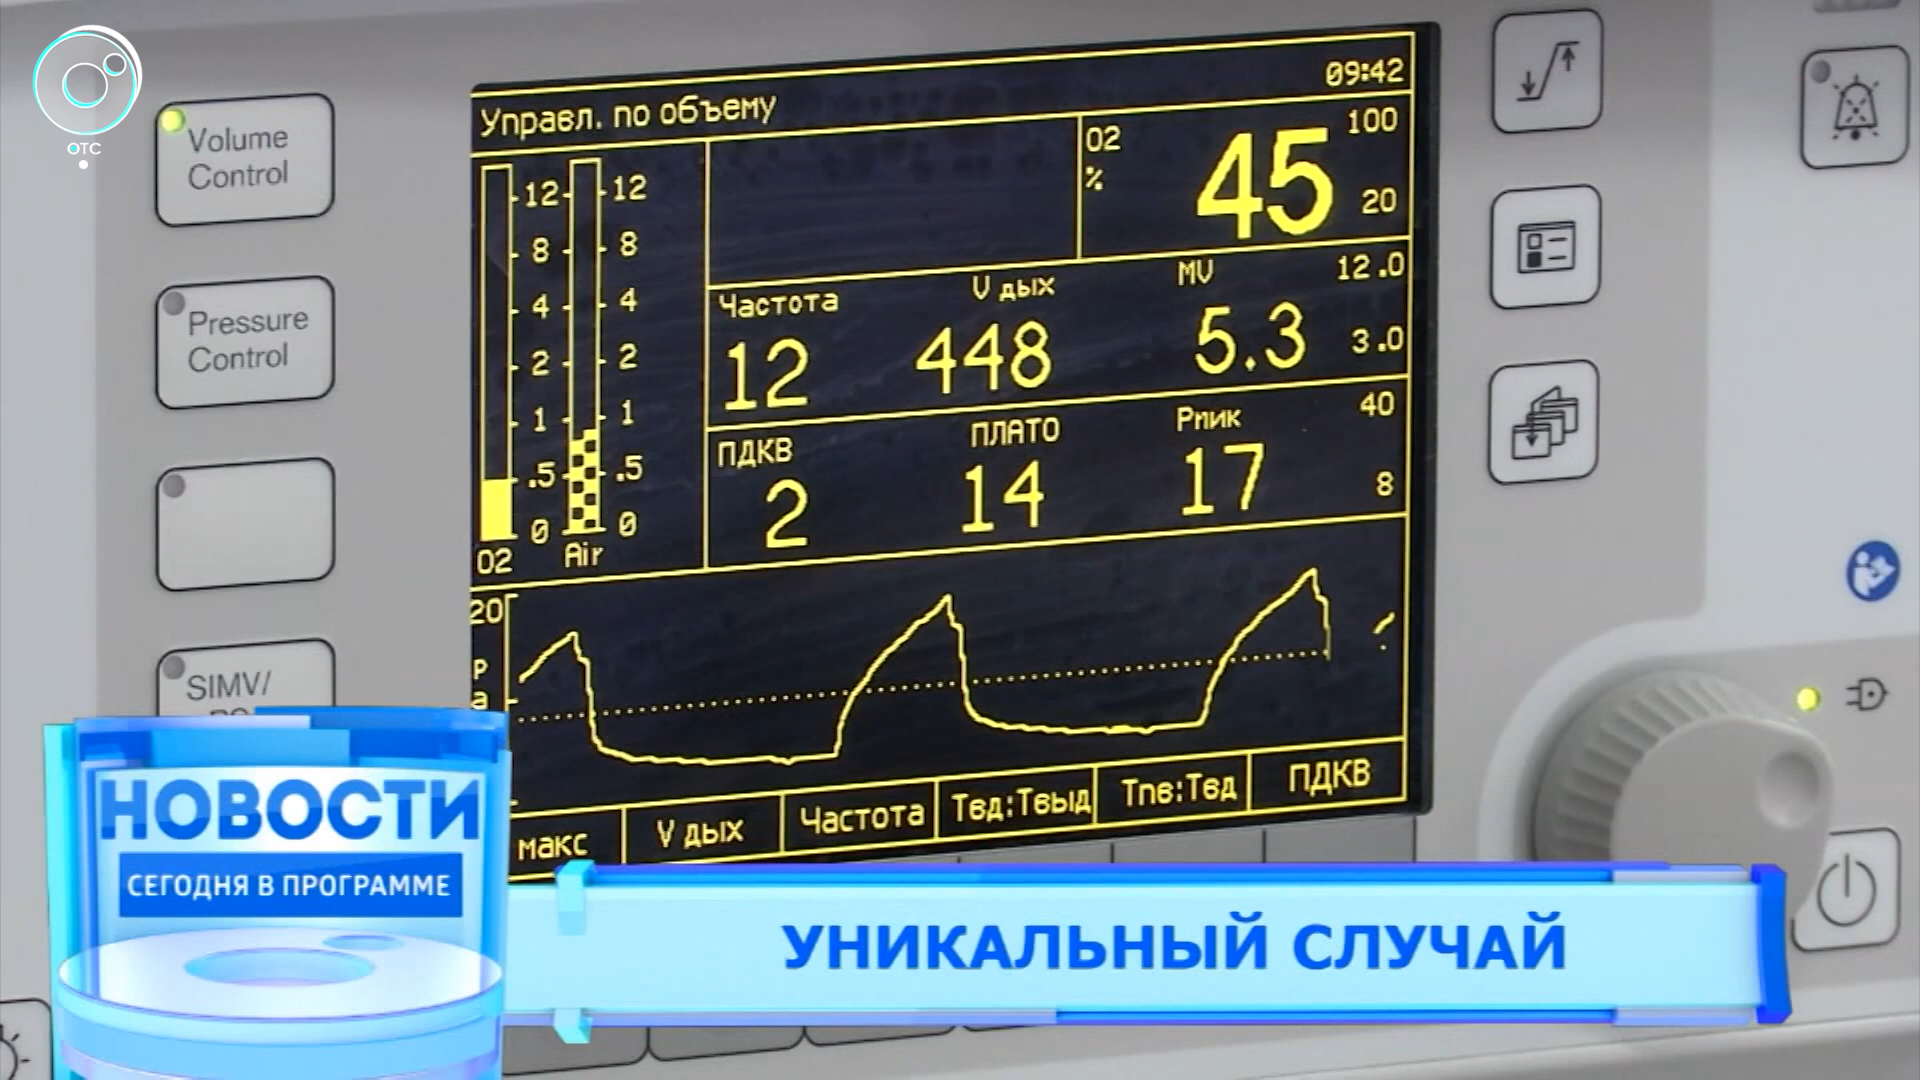 ОТС
Volume
Control
Pressure
Control
SIMV/
Управл. по объему
09:42
12 12
8 8
4 4
2 2
1 1
.5 .5
0 0
O2 Air
O2
%
45
100
20
Частота
12
V дых
448
MV
5.3
12.0
3.0
ПДКВ
2
ПЛАТО
14
Pпик
17
40
8
20
P
a
макс
V дых
Частота
Твд:Твыд
Тпв:Твд
ПДКВ
НОВОСТИ
СЕГОДНЯ В ПРОГРАММЕ
УНИКАЛЬНЫЙ СЛУЧАЙ